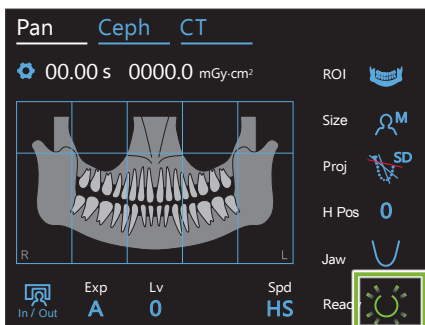 Pan Ceph CT
00.00 s 0000.0 mGy·cm²
ROI
Size M
Proj SD
H Pos 0
R L
Jaw
In / Out
Exp Lv Spd
A 0 HS
Ready